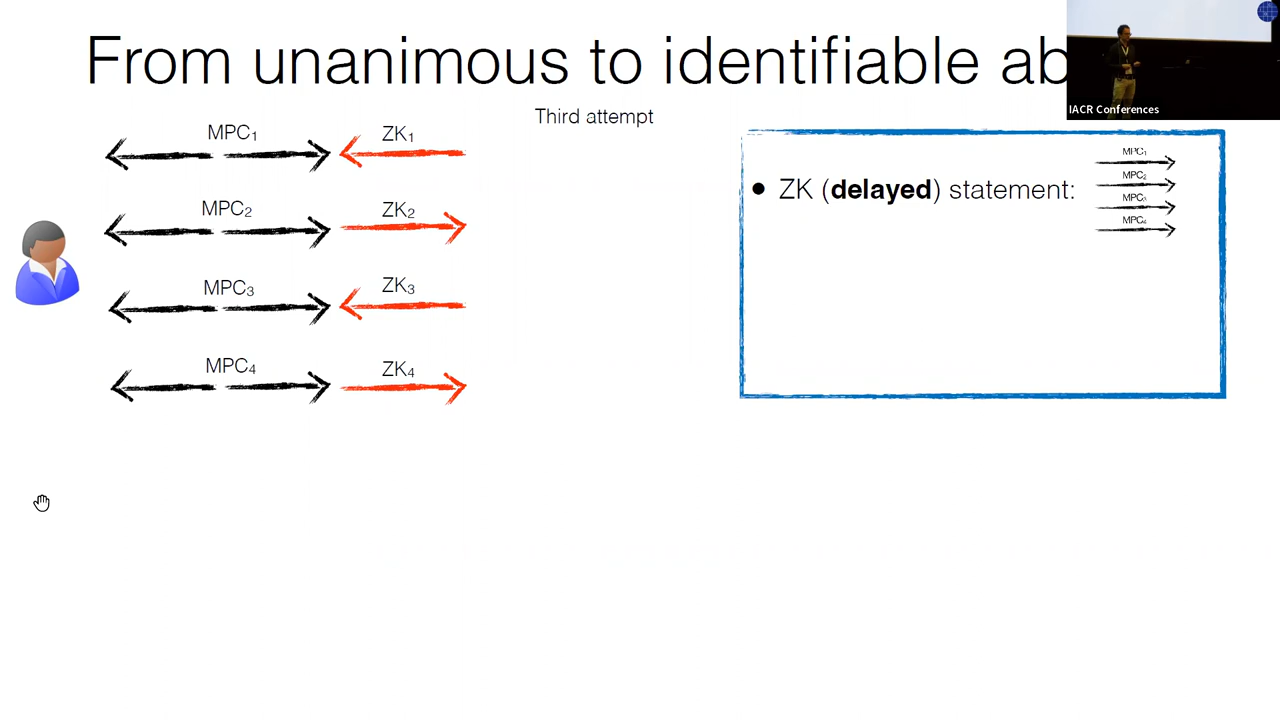 From unanimous to identifiable ab
IACR Conferences
Third attempt
MPC₁ ZK₁
MPC₂ ZK₂
MPC₃ ZK₃
MPC₄ ZK₄
• ZK (delayed) statement:
MPC₁
MPC₂
MPC₃
MPC₄